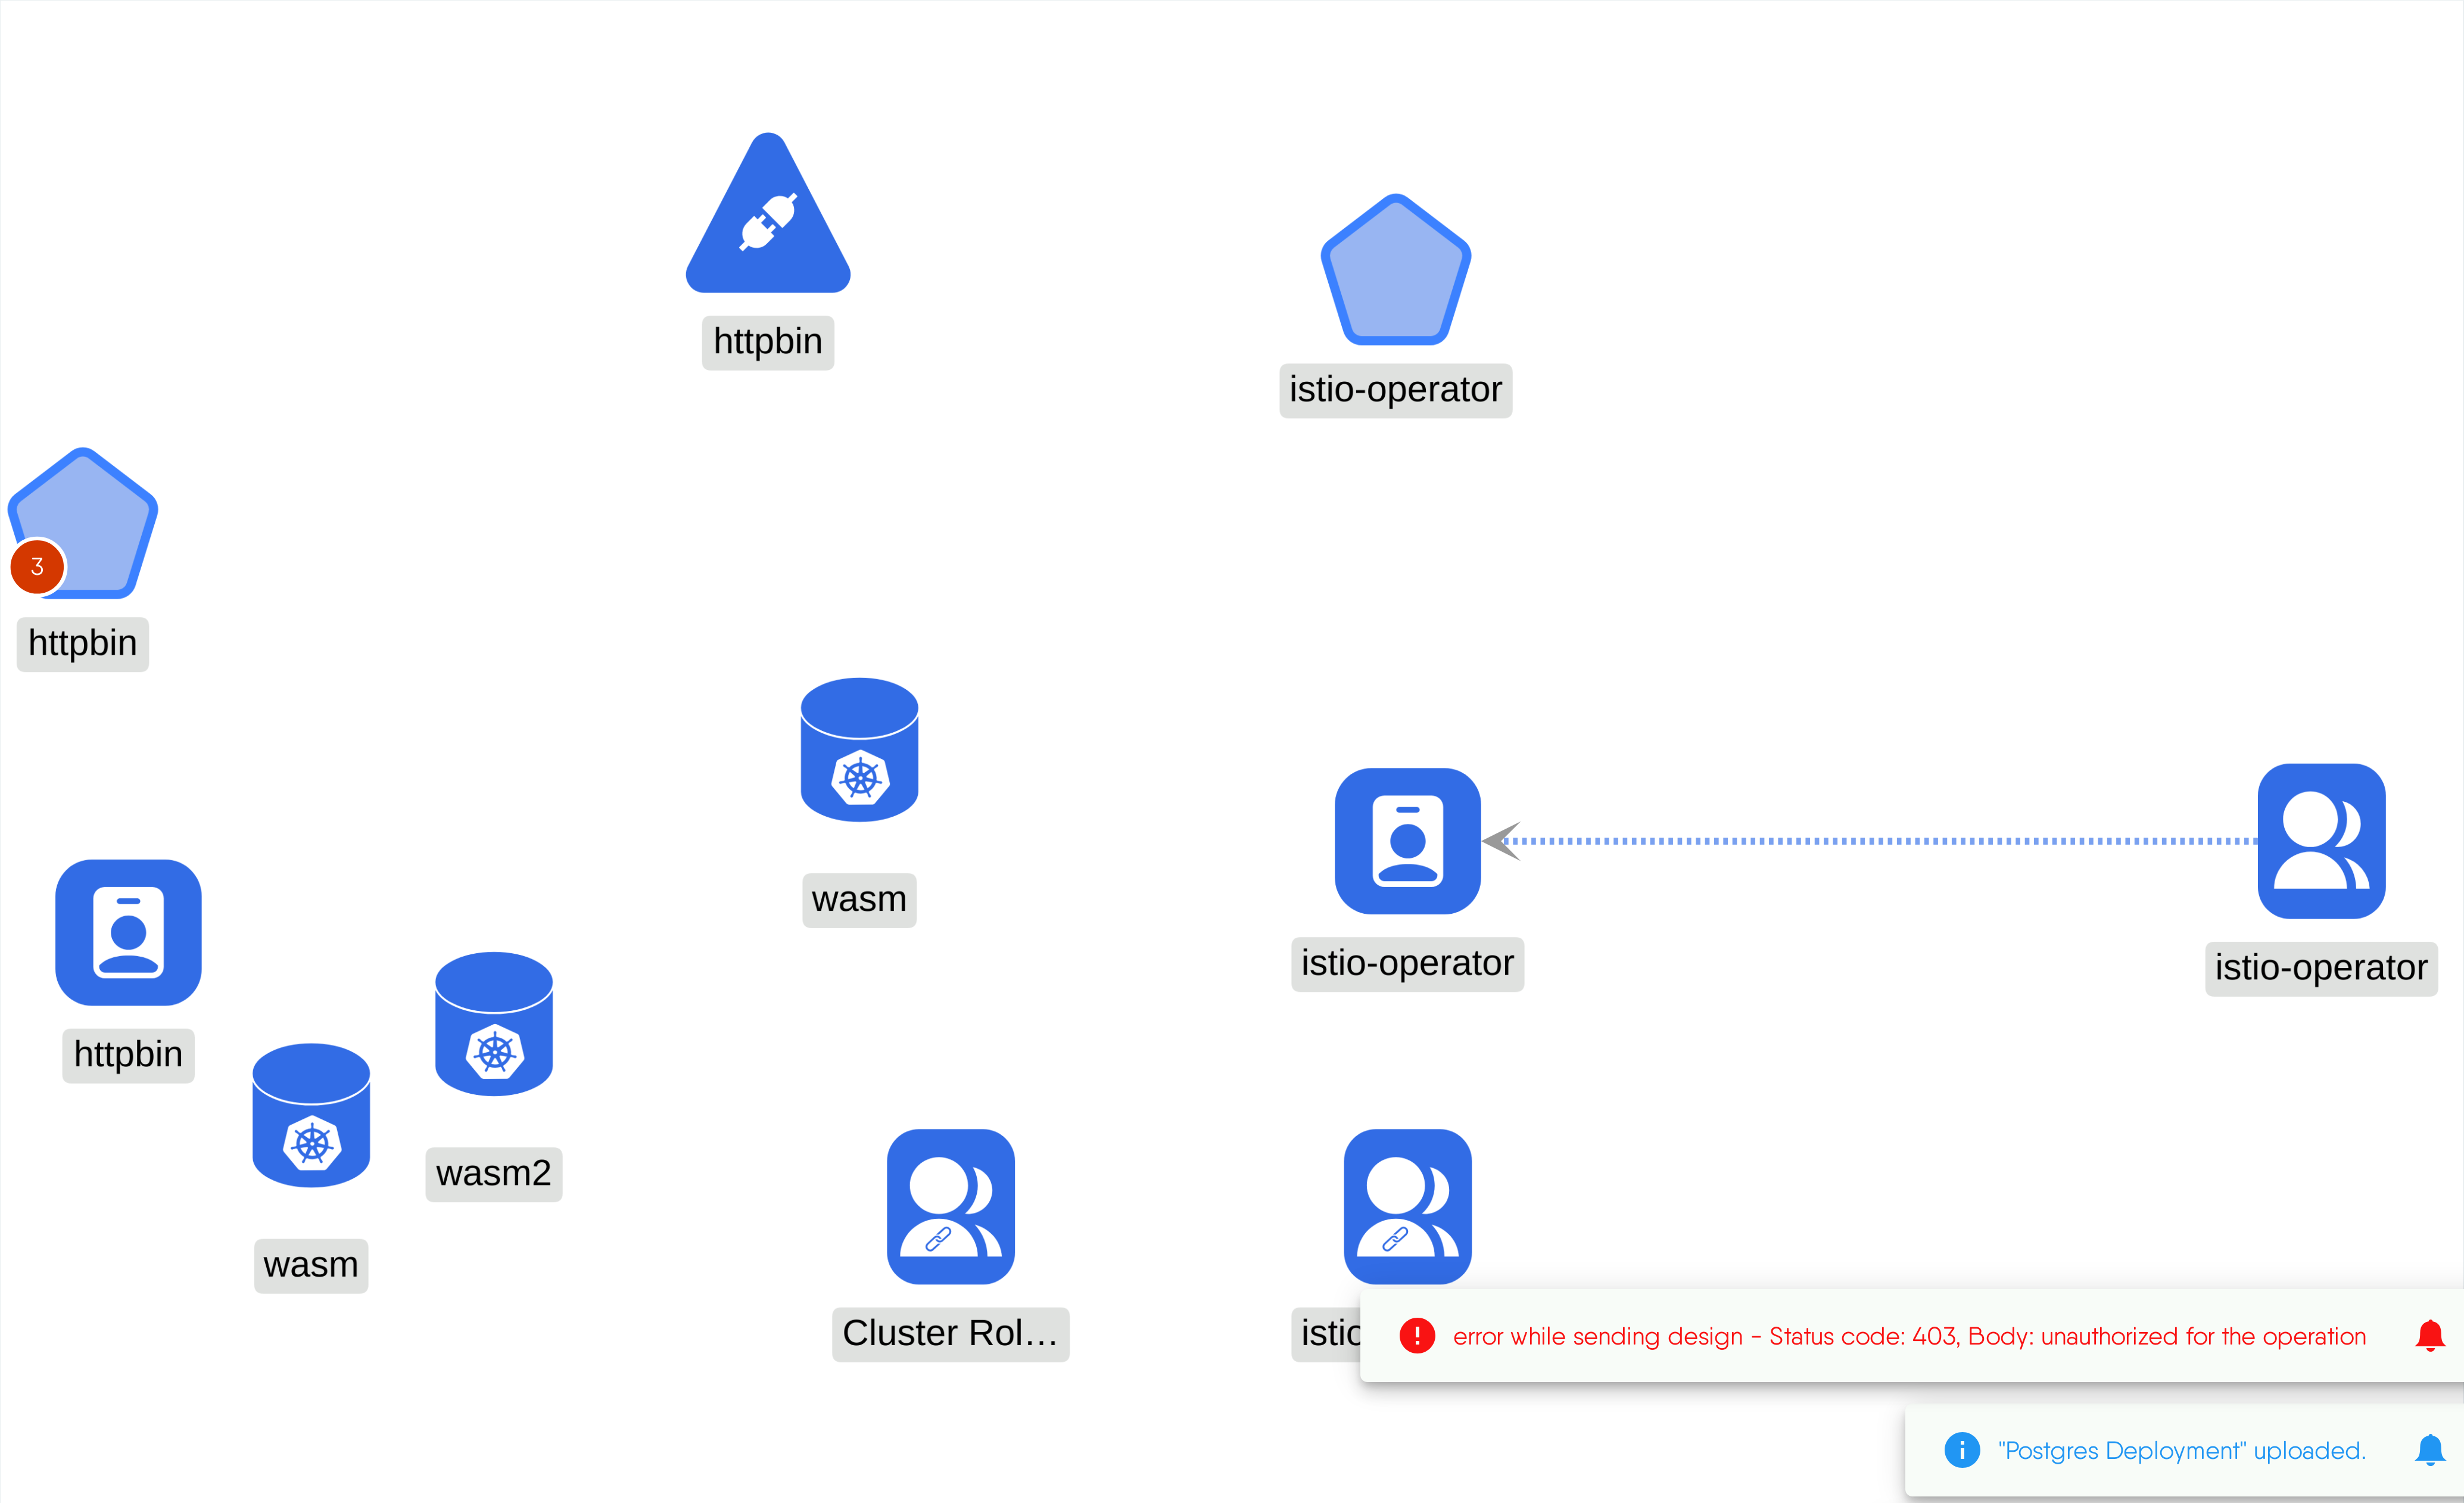 httpbin
istio-operator
3
httpbin
wasm
istio-operator
istio-operator
httpbin
wasm2
wasm
Cluster Rol...
error while sending design - Status code: 403, Body: unauthorized for the operation
"Postgres Deployment" uploaded.